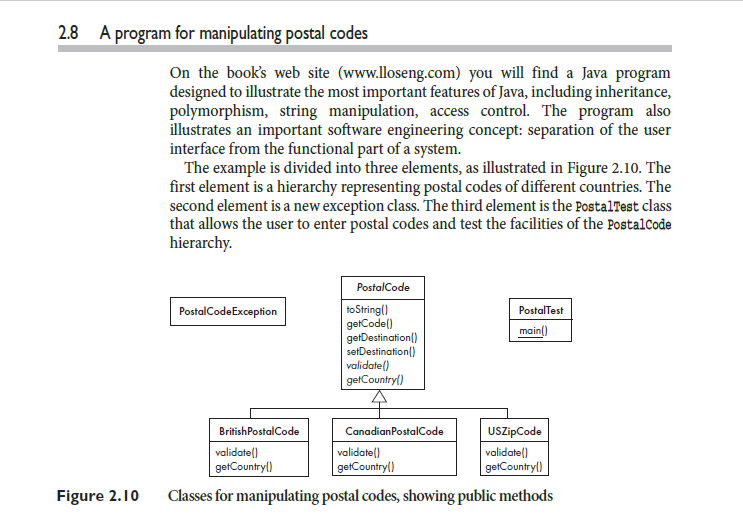 2.8 A program for manipulating postal codes
On the book's web site (www.lloseng.com) you will find a Java program
designed to illustrate the most important features of Java, including inheritance,
polymorphism, string manipulation, access control. The program also
illustrates an important software engineering concept: separation of the user
interface from the functional part of a system.
The example is divided into three elements, as illustrated in Figure 2.10. The
first element is a hierarchy representing postal codes of different countries. The
second element is a new exception class. The third element is the PostalTest class
that allows the user to enter postal codes and test the facilities of the PostalCode
hierarchy.
PostalCodeException
PostalCode
toString()
getCode()
getDestination()
setDestination()
validate()
getCountry()
PostalTest
main()
BritishPostalCode
validate()
getCountry()
CanadianPostalCode
validate()
getCountry()
USZipCode
validate()
getCountry()
Figure 2.10 Classes for manipulating postal codes, showing public methods